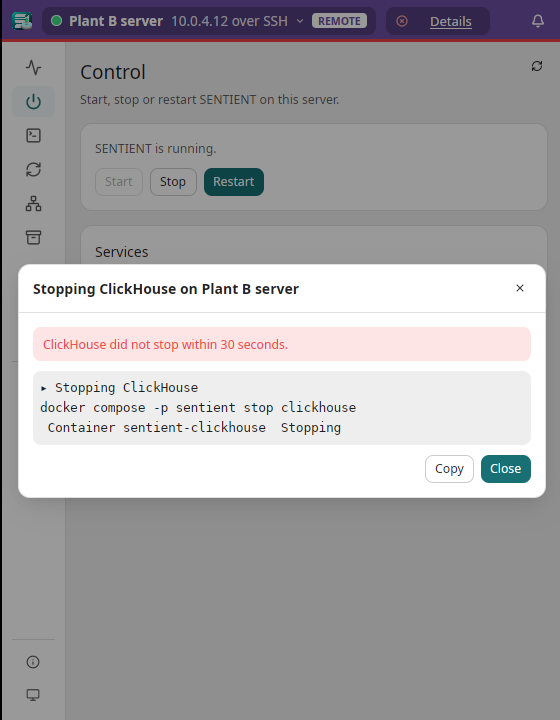 Plant B server 10.0.4.12 over SSH REMOTE Details
Control
Start, stop or restart SENTIENT on this server.
SENTIENT is running.
Start Stop Restart
Services
Stopping ClickHouse on Plant B server
ClickHouse did not stop within 30 seconds.
▸ Stopping ClickHouse
docker compose -p sentient stop clickhouse
Container sentient-clickhouse  Stopping
Copy Close